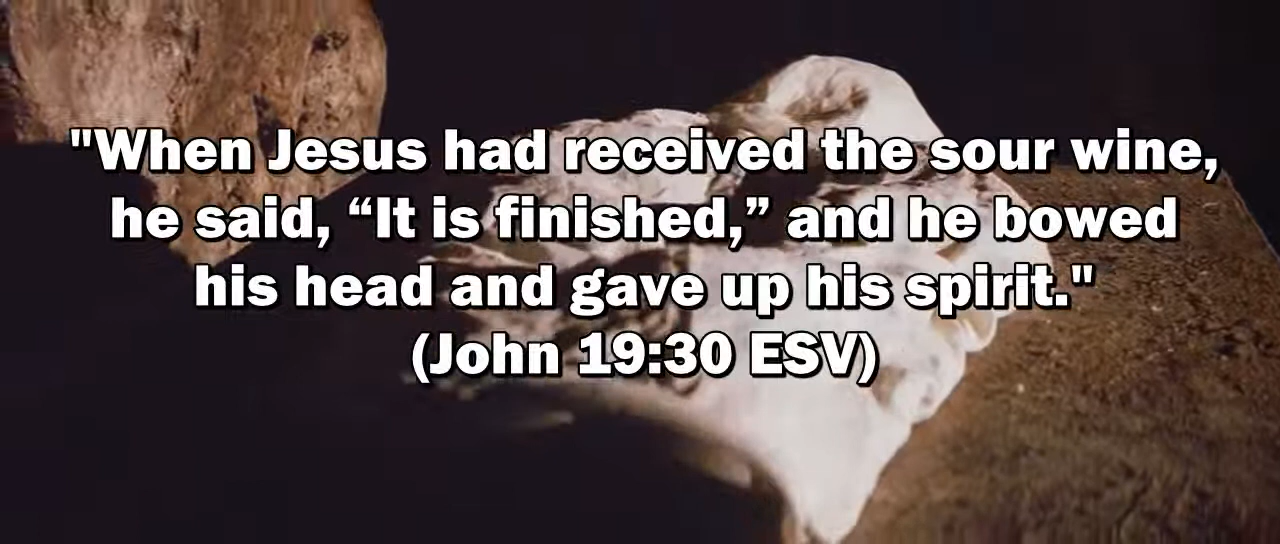 "When Jesus had received the sour wine,
he said, “It is finished,” and he bowed
his head and gave up his spirit."
(John 19:30 ESV)